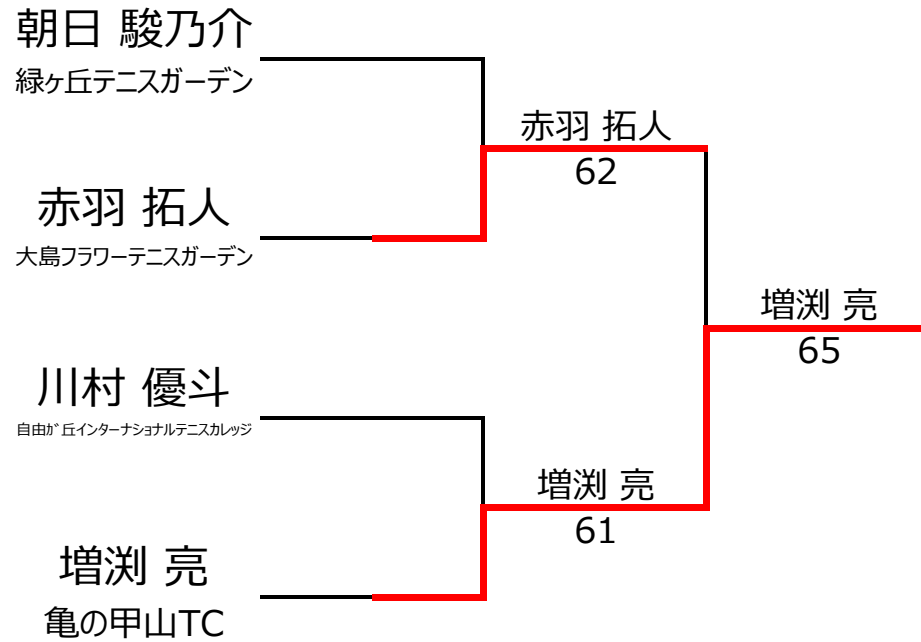 朝日 駿乃介
緑ヶ丘テニスガーデン
赤羽 拓人
62
赤羽 拓人
大島フラワーテニスガーデン
増渕 亮
65
川村 優斗
自由が丘インターナショナルテニスカレッジ
増渕 亮
61
増渕 亮
亀の甲山TC